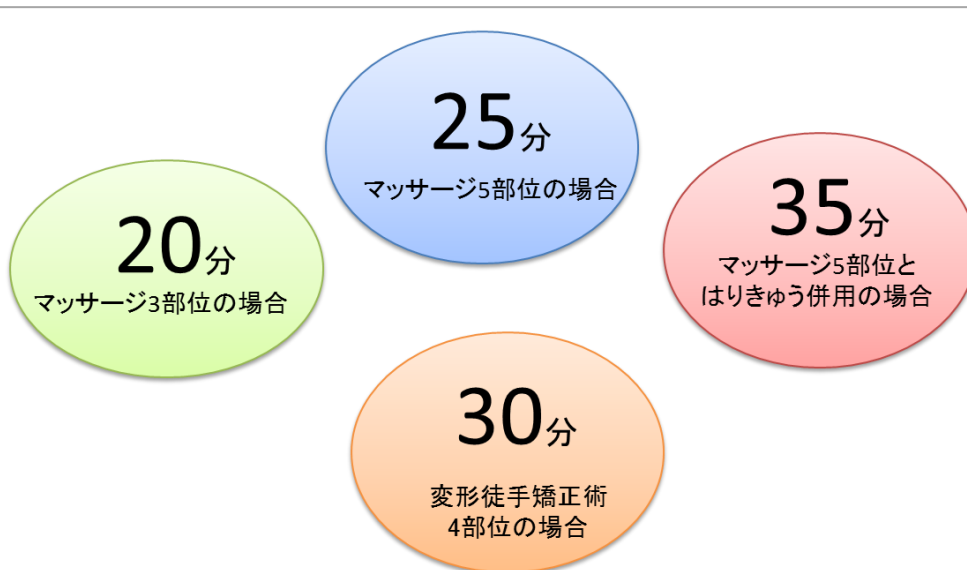 25分
マッサージ5部位の場合
20分
マッサージ3部位の場合
35分
マッサージ5部位と
はりきゅう併用の場合
30分
変形徒手矯正術
4部位の場合